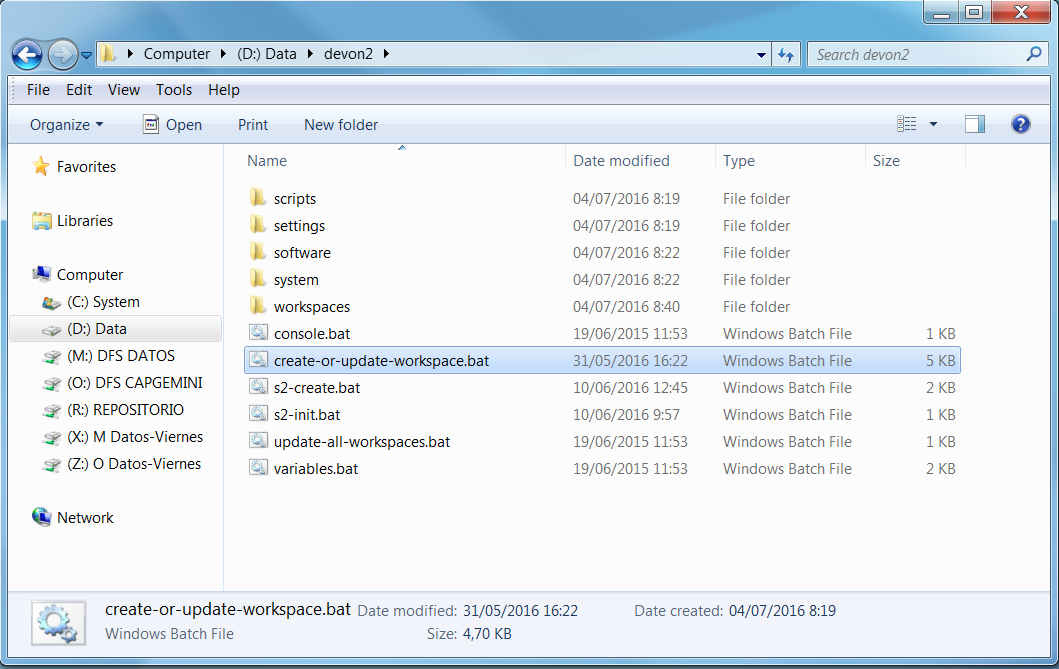 Computer (D:) Data devon2 Search devon2
File Edit View Tools Help
Organize Open Print New folder
Favorites
Libraries
Computer
(C:) System
(D:) Data
(M:) DFS DATOS
(O:) DFS CAPGEMINI
(R:) REPOSITORIO
(X:) M Datos-Viernes
(Z:) O Datos-Viernes
Network
Name Date modified Type Size
scripts 04/07/2016 8:19 File folder
settings 04/07/2016 8:19 File folder
software 04/07/2016 8:22 File folder
system 04/07/2016 8:22 File folder
workspaces 04/07/2016 8:40 File folder
console.bat 19/06/2015 11:53 Windows Batch File 1 KB
create-or-update-workspace.bat 31/05/2016 16:22 Windows Batch File 5 KB
s2-create.bat 10/06/2016 12:45 Windows Batch File 2 KB
s2-init.bat 10/06/2016 9:57 Windows Batch File 1 KB
update-all-workspaces.bat 19/06/2015 11:53 Windows Batch File 1 KB
variables.bat 19/06/2015 11:53 Windows Batch File 2 KB
create-or-update-workspace.bat Date modified: 31/05/2016 16:22 Date created: 04/07/2016 8:19
Windows Batch File Size: 4,70 KB